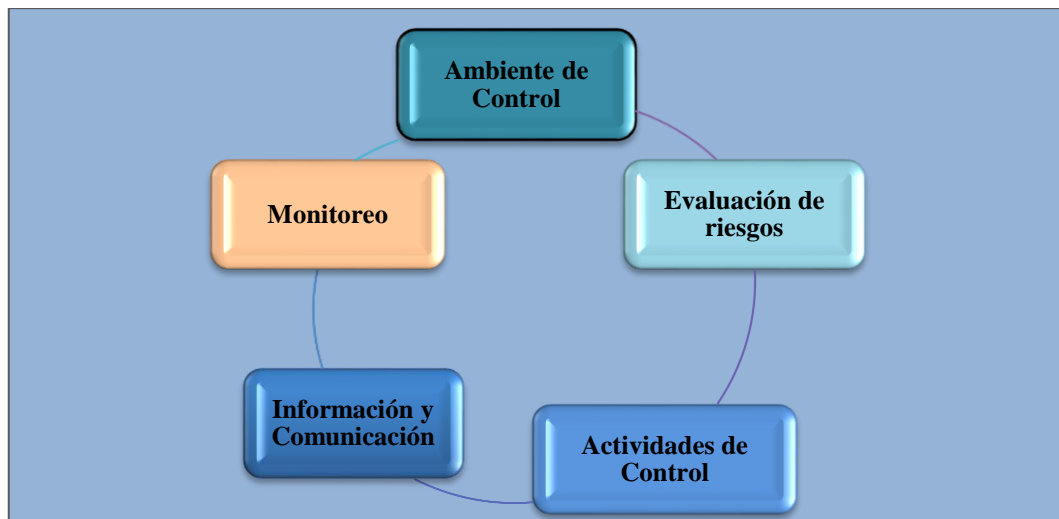 Ambiente de
Control
Evaluación de
riesgos
Actividades de
Control
Información y
Comunicación
Monitoreo